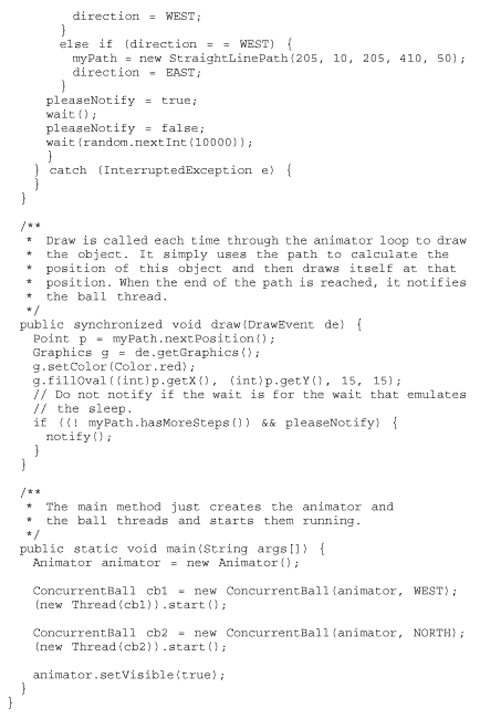 direction = WEST;
}
else if (direction = = WEST) {
myPath = new StraightLinePath(205, 10, 205, 410, 50);
direction = EAST;
}
pleaseNotify = true;
wait();
pleaseNotify = false;
wait(random.nextInt(10000));
}
} catch (InterruptedException e) {
}
}
/**
* Draw is called each time through the animator loop to draw
* the object. It simply uses the path to calculate the
* position of this object and then draws itself at that
* position. When the end of the path is reached, it notifies
* the ball thread.
*/
public synchronized void draw(DrawEvent de) {
Point p = myPath.nextPosition();
Graphics g = de.getGraphics();
g.setColor(Color.red);
g.fillOval((int)p.getX(), (int)p.getY(), 15, 15);
// Do not notify if the wait is for the wait that emulates
// the sleep.
if ((! myPath.hasMoreSteps()) && pleaseNotify) {
notify();
}
}
/**
* The main method just creates the animator and
* the ball threads and starts them running.
*/
public static void main(String args[]) {
Animator animator = new Animator();
ConcurrentBall cb1 = new ConcurrentBall(animator, WEST);
(new Thread(cb1)).start();
ConcurrentBall cb2 = new ConcurrentBall(animator, NORTH);
(new Thread(cb2)).start();
animator.setVisible(true);
}
}